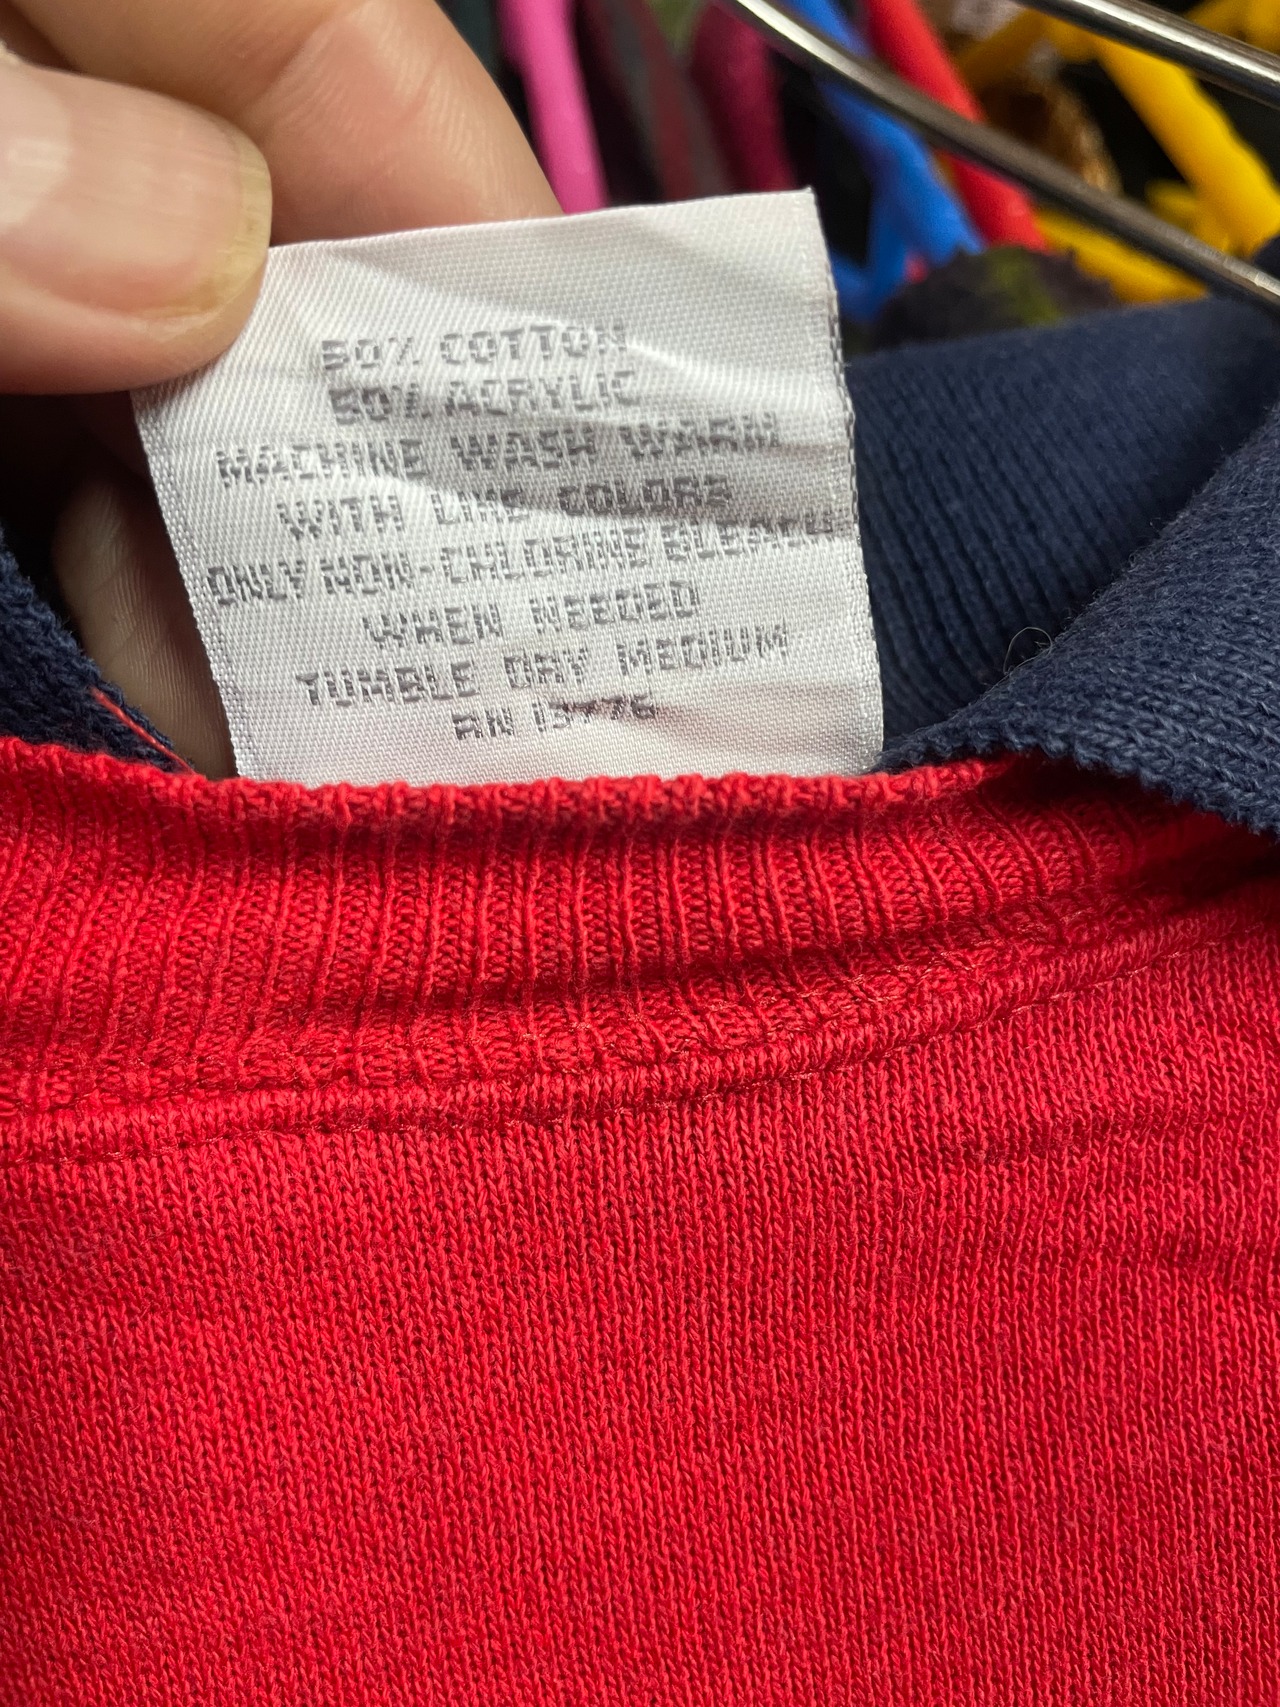 50% COTTON
50% ACRYLIC
MACHINE WASH WARM
WITH LIKE COLORS
ONLY NON-CHLORINE BLEACH
WHEN NEEDED
TUMBLE DRY MEDIUM
RN